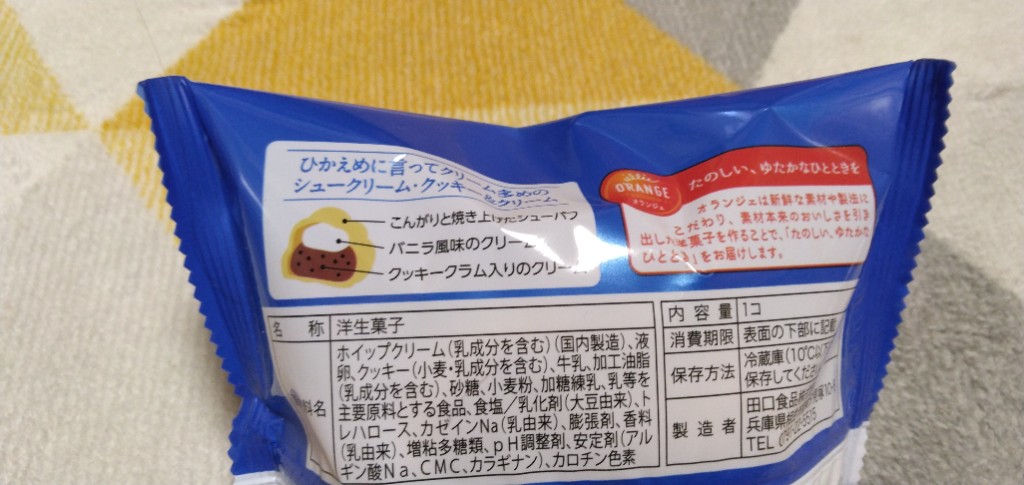 ひかえめに言ってクリーム多めの
シュークリーム・クッキー&クリーム
こんがりと焼き上げたシューパフ
バニラ風味のクリーム
クッキークラム入りのクリーム
ORANGE
オランジェ
たのしい、ゆたかなひとときを
オランジェは新鮮な素材や製法に
こだわり、素材本来のおいしさを引き
出した洋菓子を作ることで、「たのしい、ゆたかな
ひととき」をお届けします。
名 称 洋生菓子
料名
ホイップクリーム(乳成分を含む)(国内製造)、液
卵、クッキー(小麦・乳成分を含む)、牛乳、加工油脂
(乳成分を含む)、砂糖、小麦粉、加糖練乳、乳等を
主要原料とする食品、食塩/乳化剤(大豆由来)、ト
レハロース、カゼインNa(乳由来)、膨張剤、香料
(乳由来)、増粘多糖類、pH調整剤、安定剤(アル
ギン酸Na、CMC、カラギナン)、カロチン色素
内 容 量 1コ
消費期限 表面の下部に記載
保存方法 冷蔵庫(10℃以下)
保存してくだ
製 造 者 田口食品
兵庫県
TEL